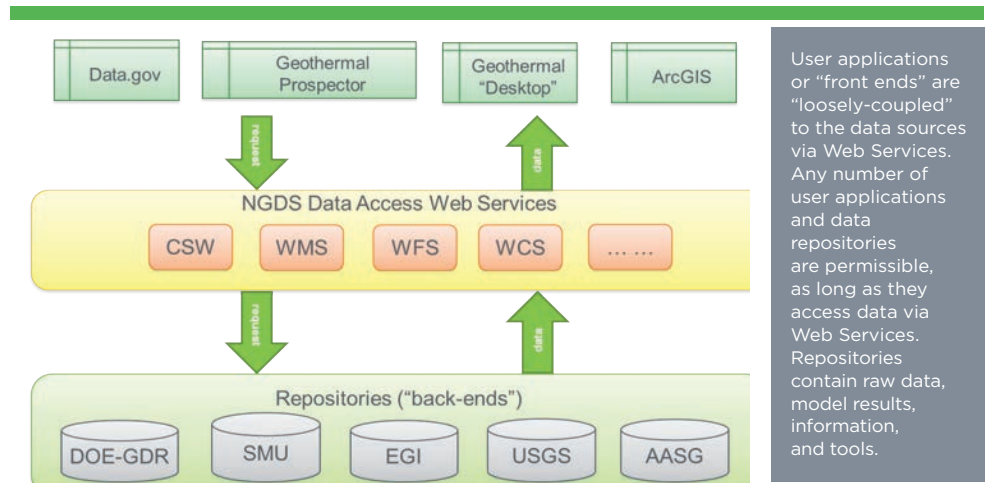 Data.gov
Geothermal
Prospector
Geothermal
"Desktop"
ArcGIS
request
data
NGDS Data Access Web Services
CSW
WMS
WFS
WCS
... ...
request
data
Repositories ("back-ends")
DOE-GDR
SMU
EGI
USGS
AASG
User applications
or “front ends” are
“loosely-coupled”
to the data sources
via Web Services.
Any number of
user applications
and data
repositories
are permissible,
as long as they
access data via
Web Services.
Repositories
contain raw data,
model results,
information,
and tools.